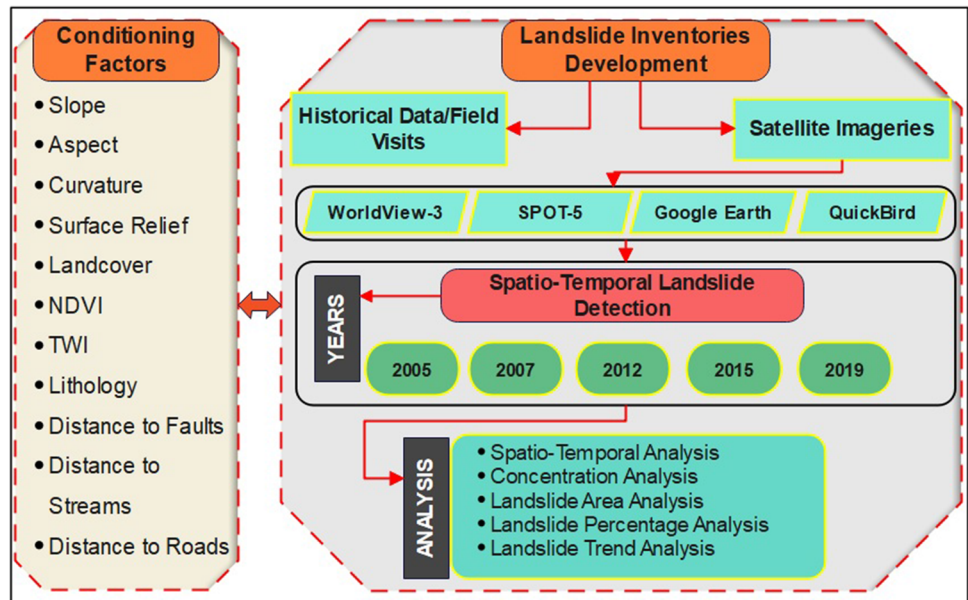 Conditioning
Factors
• Slope
• Aspect
• Curvature
• Surface Relief
• Landcover
• NDVI
• TWI
• Lithology
• Distance to Faults
• Distance to
Streams
• Distance to Roads
Landslide Inventories
Development
Historical Data/Field
Visits
Satellite Imageries
WorldView-3
SPOT-5
Google Earth
QuickBird
Spatio-Temporal Landslide
Detection
YEARS
2005
2007
2012
2015
2019
ANALYSIS
• Spatio-Temporal Analysis
• Concentration Analysis
• Landslide Area Analysis
• Landslide Percentage Analysis
• Landslide Trend Analysis